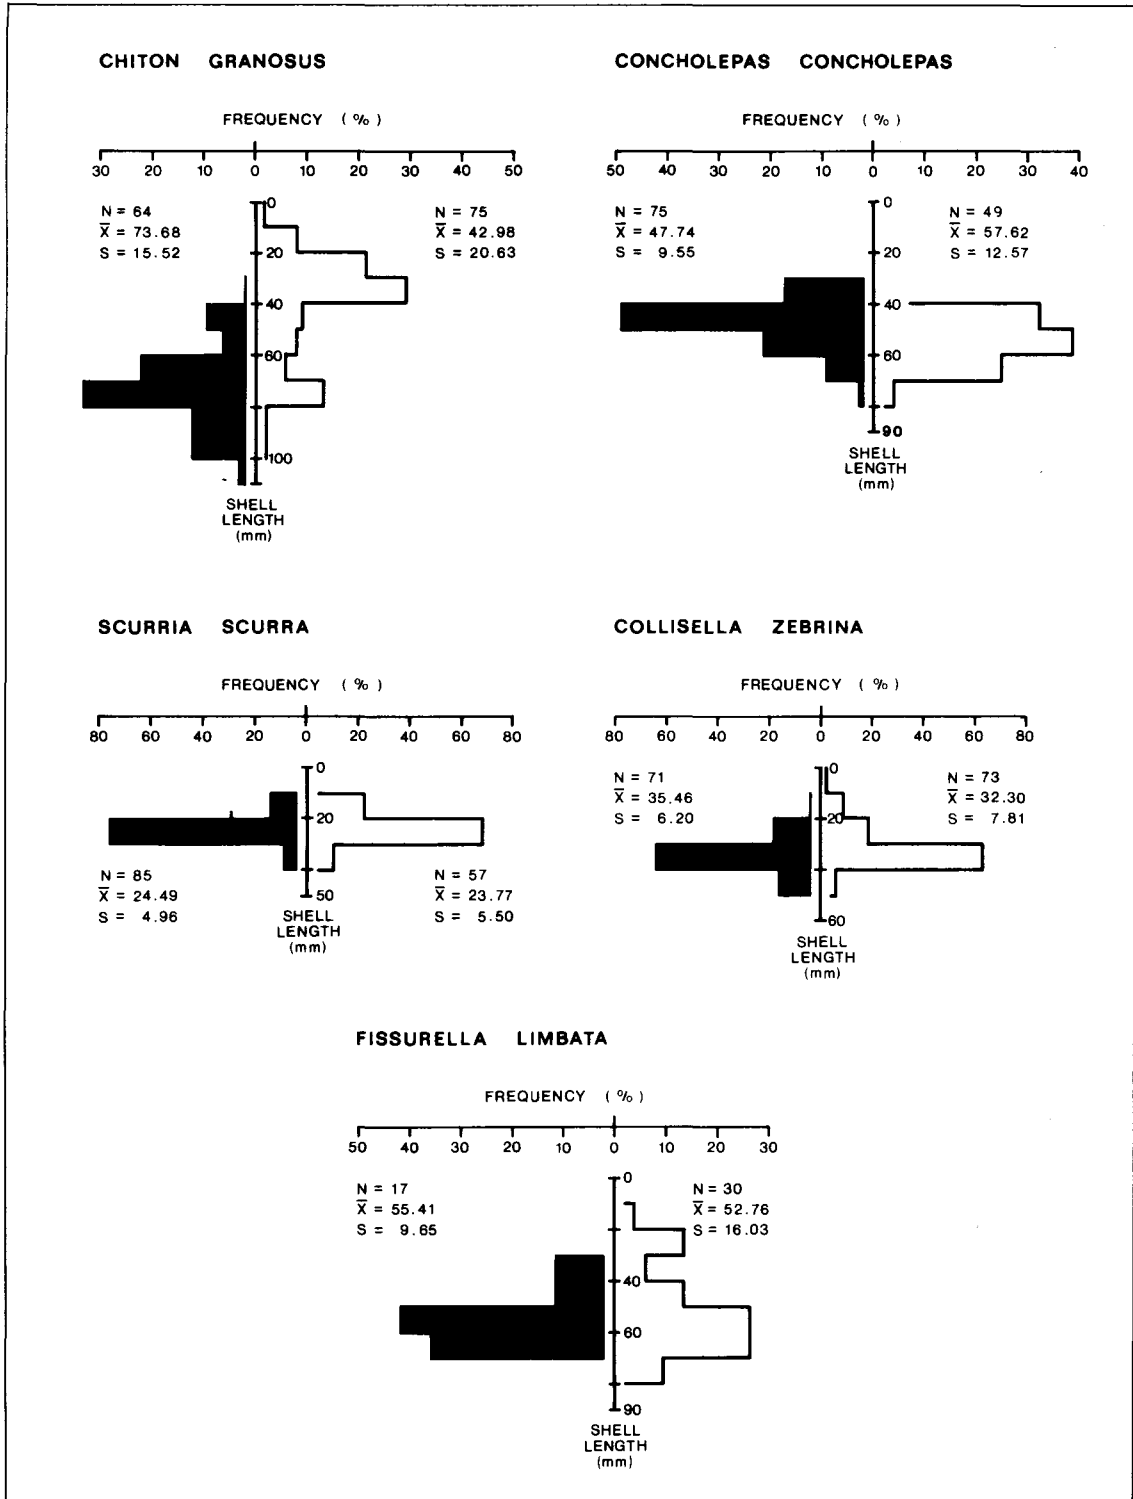 CHITON GRANOSUS
FREQUENCY ( % )
30 20 10 0 10 20 30 40 50
N = 64
X̅ = 73.68
S = 15.52
N = 75
X̅ = 42.98
S = 20.63
0
20
40
60
100
SHELL
LENGTH
(mm)
CONCHOLEPAS CONCHOLEPAS
FREQUENCY ( % )
50 40 30 20 10 0 10 20 30 40
N = 75
X̅ = 47.74
S = 9.55
N = 49
X̅ = 57.62
S = 12.57
0
20
40
60
90
SHELL
LENGTH
(mm)
SCURRIA SCURRA
FREQUENCY ( % )
80 60 40 20 0 20 40 60 80
0
20
50
N = 85
X̅ = 24.49
S = 4.96
N = 57
X̅ = 23.77
S = 5.50
SHELL
LENGTH
(mm)
COLLISELLA ZEBRINA
FREQUENCY ( % )
80 60 40 20 0 20 40 60 80
N = 71
X̅ = 35.46
S = 6.20
N = 73
X̅ = 32.30
S = 7.81
0
20
60
SHELL
LENGTH
(mm)
FISSURELLA LIMBATA
FREQUENCY ( % )
50 40 30 20 10 0 10 20 30
N = 17
X̅ = 55.41
S = 9.65
N = 30
X̅ = 52.76
S = 16.03
0
40
60
90
SHELL
LENGTH
(mm)